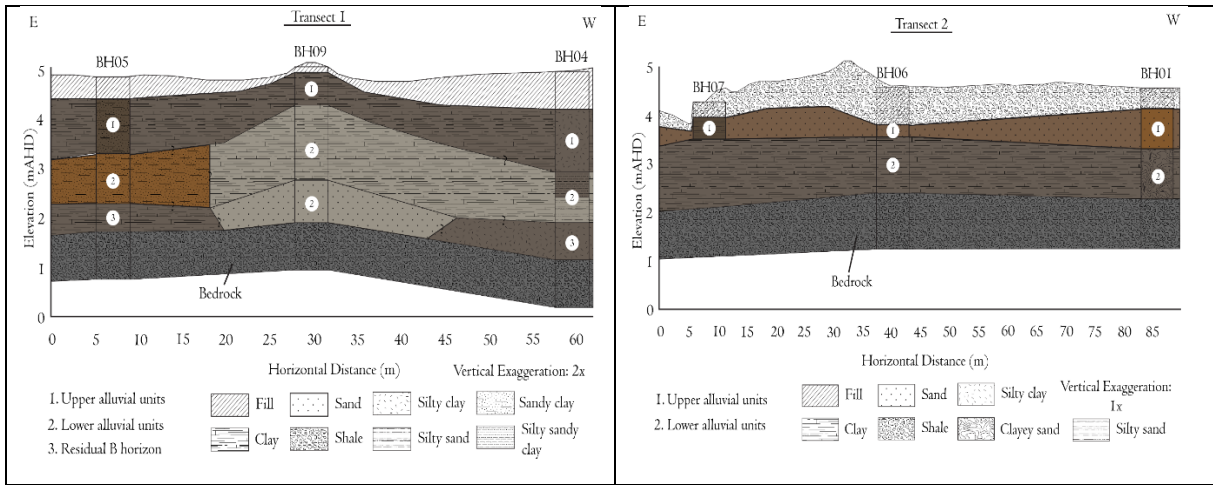 E
Transect 1
W
BH09
BH05
BH04
5
4
3
2
1
0
Elevation (mAHD)
1
1
1
2
2
2
2
3
3
Bedrock
0 5 10 15 20 25 30 35 40 45 50 55 60
Horizontal Distance (m)
Vertical Exaggeration: 2x
1. Upper alluvial units
2. Lower alluvial units
3. Residual B horizon
Fill
Sand
Silty clay
Sandy clay
Clay
Shale
Silty sand
Silty sandy
clay
E
Transect 2
W
BH07
BH06
BH01
5
4
3
2
1
0
Elevation (mAHD)
1
1
1
2
2
Bedrock
0 5 10 15 20 25 30 35 40 45 50 55 60 65 70 75 80 85
Horizontal Distance (m)
1. Upper alluvial units
2. Lower alluvial units
Fill
Sand
Silty clay
Vertical Exaggeration:
1x
Clay
Shale
Clayey sand
Silty sand